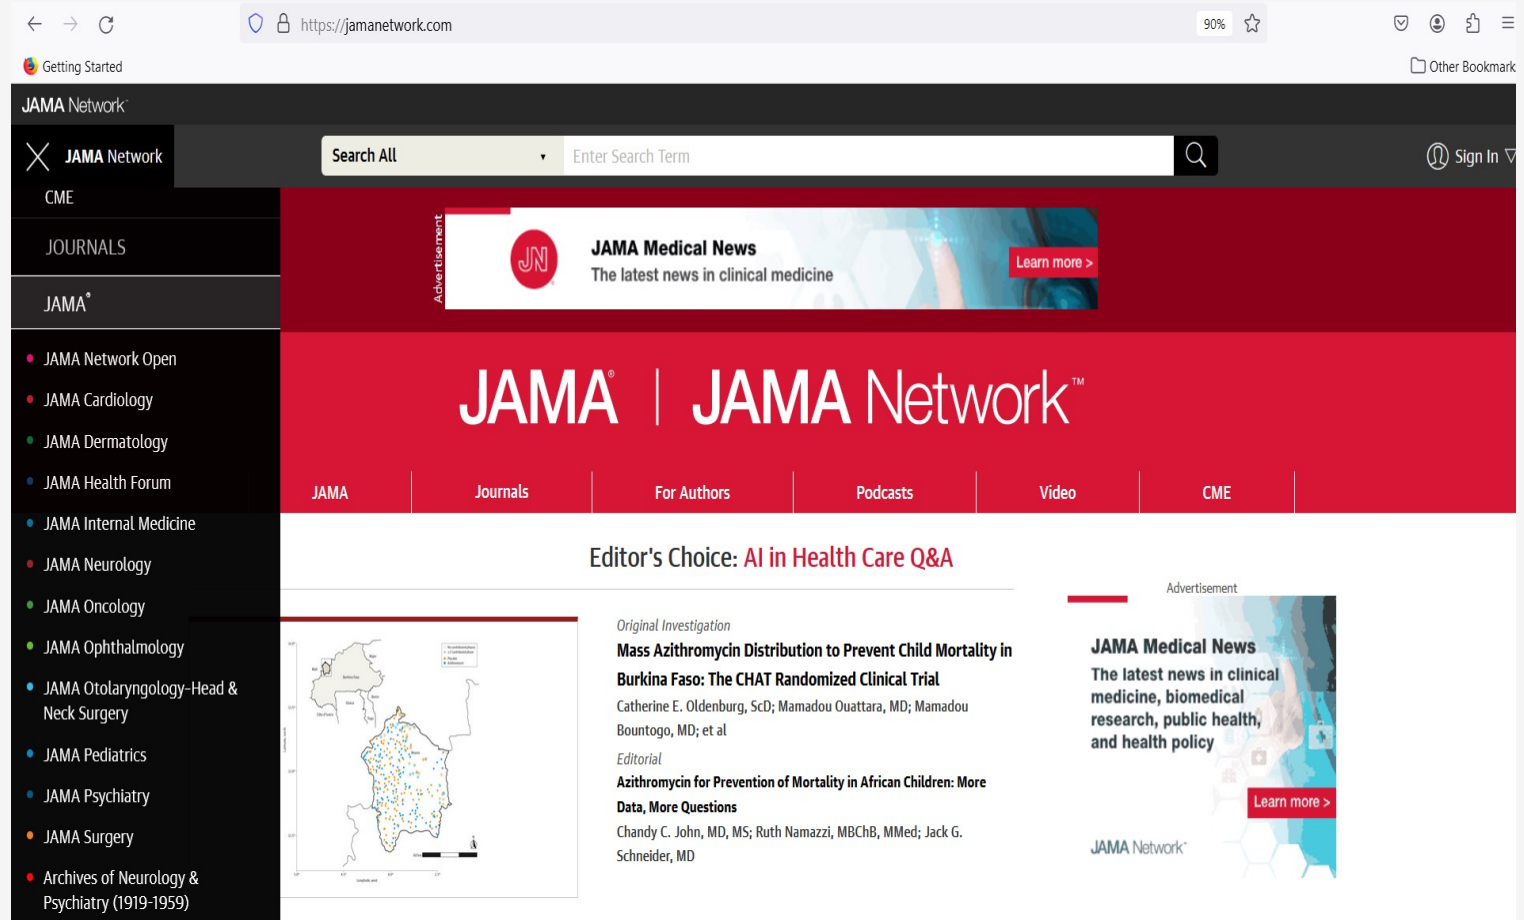 https://jamanetwork.com
90%
Getting Started
Other Bookmark
JAMA Network
JAMA Network
Search All
Enter Search Term
Sign In
CME
JOURNALS
JAMA®
JAMA Network Open
JAMA Cardiology
JAMA Dermatology
JAMA Health Forum
JAMA Internal Medicine
JAMA Neurology
JAMA Oncology
JAMA Ophthalmology
JAMA Otolaryngology–Head &
Neck Surgery
JAMA Pediatrics
JAMA Psychiatry
JAMA Surgery
Archives of Neurology &
Psychiatry (1919-1959)
Advertisement
JN
JAMA Medical News
The latest news in clinical medicine
Learn more >
JAMA® | JAMA Network™
JAMA
Journals
For Authors
Podcasts
Video
CME
Editor's Choice: AI in Health Care Q&A
Original Investigation
Mass Azithromycin Distribution to Prevent Child Mortality in
Burkina Faso: The CHAT Randomized Clinical Trial
Catherine E. Oldenburg, ScD; Mamadou Ouattara, MD; Mamadou
Bountogo, MD; et al
Editorial
Azithromycin for Prevention of Mortality in African Children: More
Data, More Questions
Chandy C. John, MD, MS; Ruth Namazzi, MBChB, MMed; Jack G.
Schneider, MD
Advertisement
JAMA Medical News
The latest news in clinical
medicine, biomedical
research, public health,
and health policy
Learn more >
JAMA Network